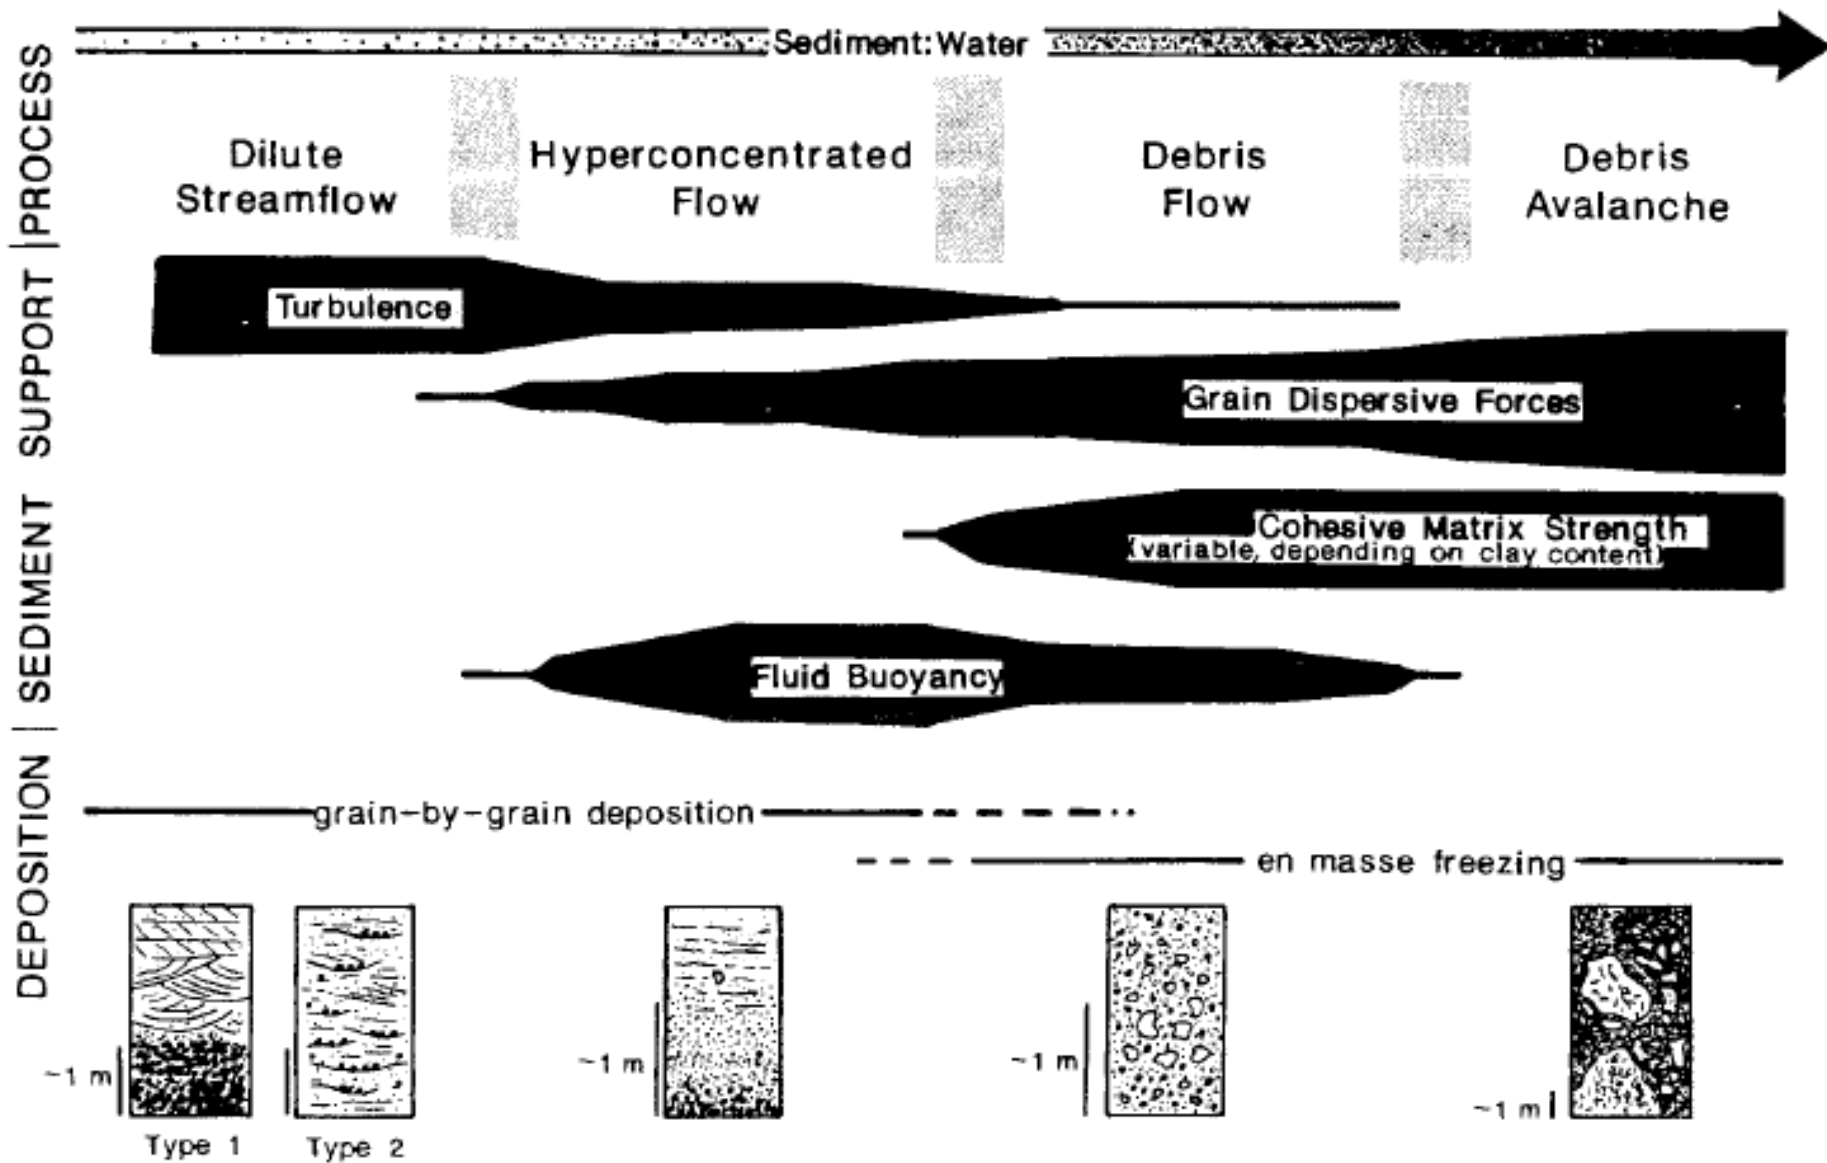 Sediment:Water
PROCESS
Dilute
Streamflow
Hyperconcentrated
Flow
Debris
Flow
Debris
Avalanche
SEDIMENT SUPPORT
Turbulence
Grain Dispersive Forces
Cohesive Matrix Strength
(variable, depending on clay content)
Fluid Buoyancy
DEPOSITION
grain-by-grain deposition
en masse freezing
~1 m
~1 m
~1 m
~1 m
Type 1
Type 2